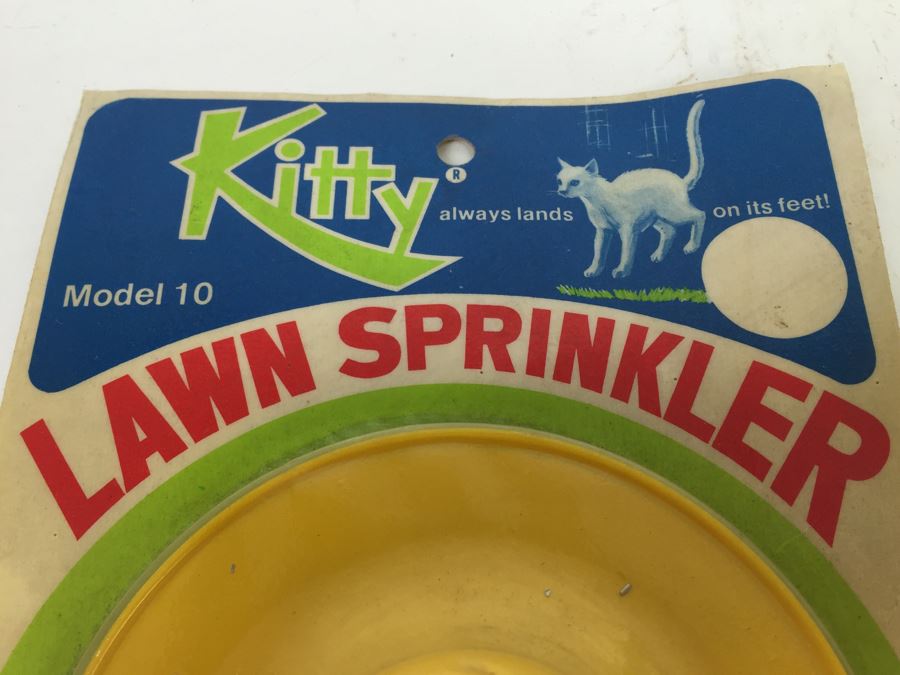 Kitty®
always lands on its feet!
Model 10
LAWN SPRINKLER